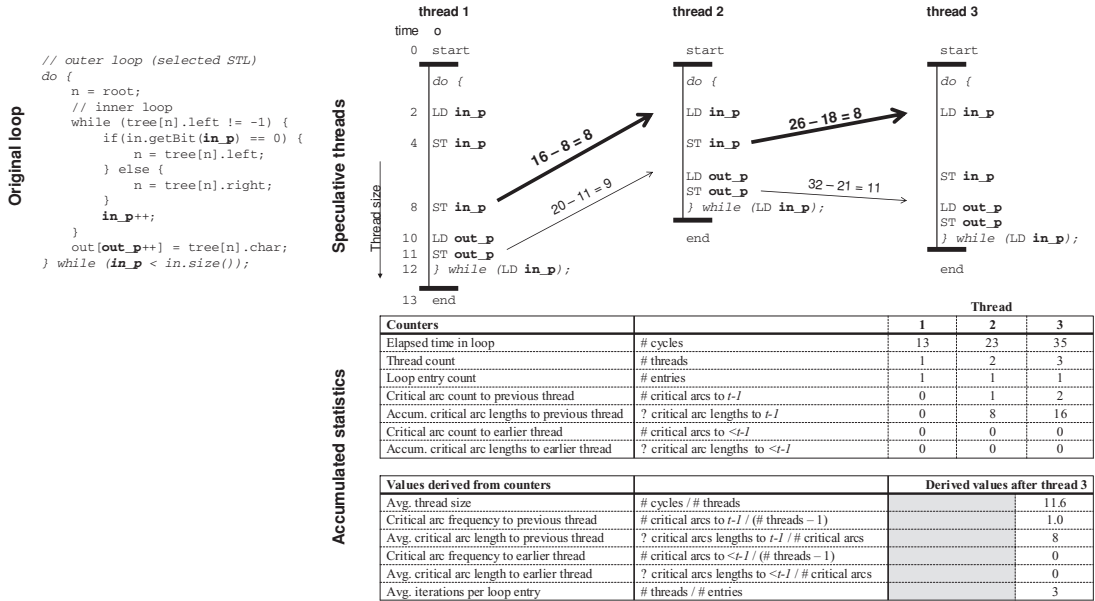 Original loop
// outer loop (selected STL)
do {
n = root;
// inner loop
while (tree[n].left != -1) {
if(in.getBit(in_p) == 0) {
n = tree[n].left;
} else {
n = tree[n].right;
}
in_p++;
}
out[out_p++] = tree[n].char;
} while (in_p < in.size());
Speculative threads
thread 1
thread 2
thread 3
time o
0 start
do {
2 LD in_p
4 ST in_p
8 ST in_p
10 LD out_p
11 ST out_p
12 } while (LD in_p);
13 end
Thread size
16 – 8 = 8
20 – 11 = 9
start
do {
LD in_p
ST in_p
LD out_p
ST out_p
} while (LD in_p);
end
26 – 18 = 8
32 – 21 = 11
start
do {
LD in_p
ST in_p
LD out_p
ST out_p
} while (LD in_p);
end
Accumulated statistics
Thread
Counters 1 2 3
Elapsed time in loop # cycles 13 23 35
Thread count # threads 1 2 3
Loop entry count # entries 1 1 1
Critical arc count to previous thread # critical arcs to t-1 0 1 2
Accum. critical arc lengths to previous thread ? critical arc lengths to t-1 0 8 16
Critical arc count to earlier thread # critical arcs to <t-1 0 0 0
Accum. critical arc lengths to earlier thread ? critical arc lengths to <t-1 0 0 0
Values derived from counters Derived values after thread 3
Avg. thread size # cycles / # threads 11.6
Critical arc frequency to previous thread # critical arcs to t-1 / (# threads – 1) 1.0
Avg. critical arc length to previous thread ? critical arcs lengths to t-1 / # critical arcs 8
Critical arc frequency to earlier thread # critical arcs to <t-1 / (# threads – 1) 0
Avg. critical arc length to earlier thread ? critical arcs lengths to <t-1 / # critical arcs 0
Avg. iterations per loop entry # threads / # entries 3